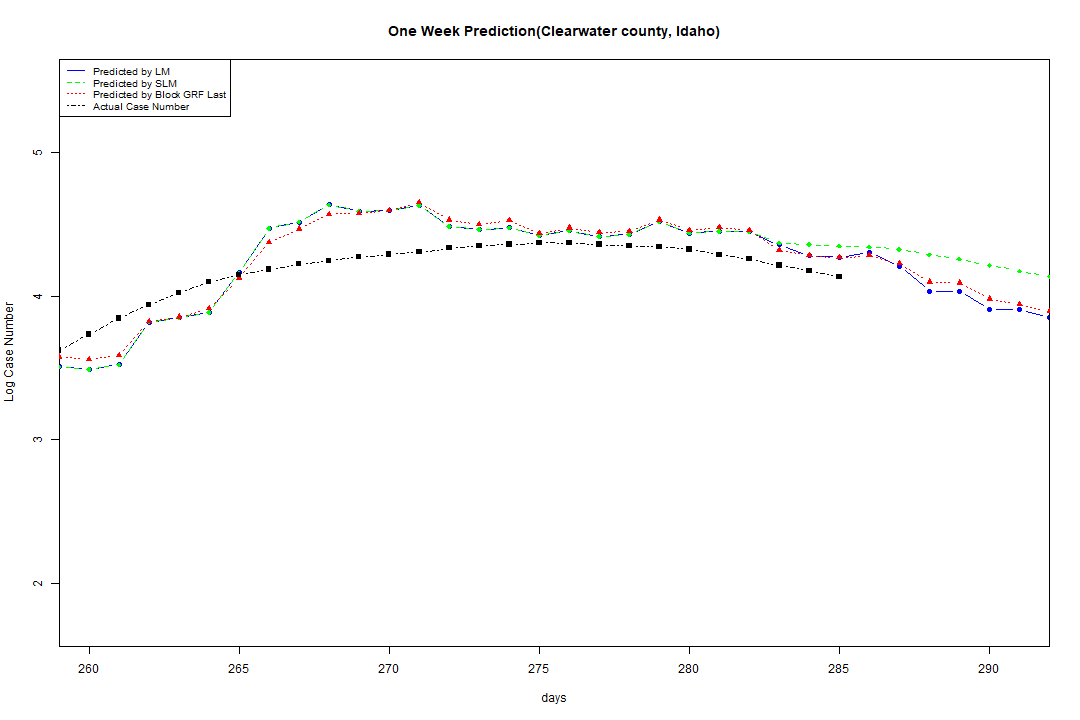 One Week Prediction(Clearwater county, Idaho)
Predicted by LM
Predicted by SLM
Predicted by Block GRF Last
Actual Case Number
5
4
3
2
Log Case Number
260 265 270 275 280 285 290
days